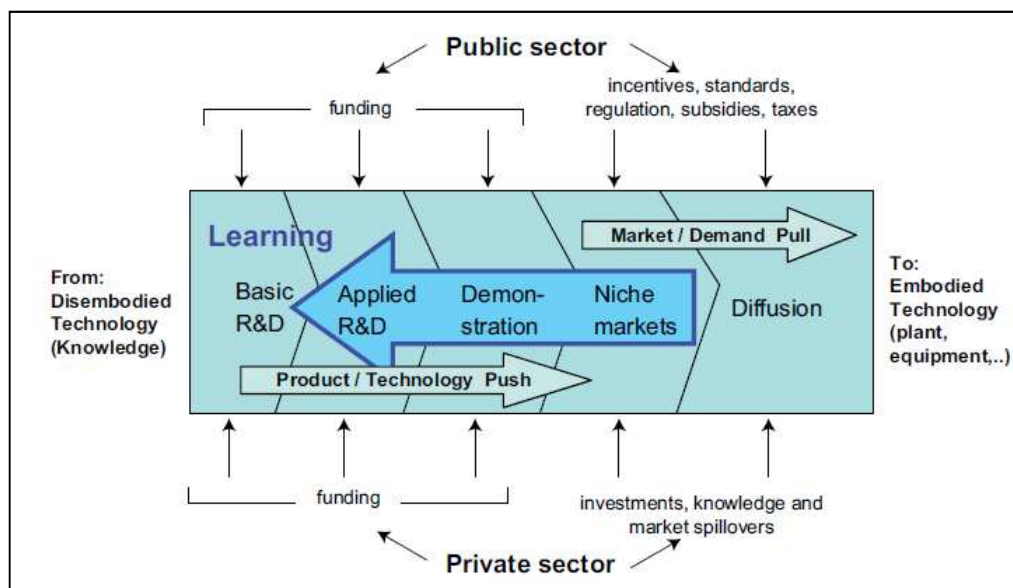 Public sector
funding
incentives, standards,
regulation, subsidies, taxes
Learning
Market / Demand Pull
From:
Disembodied
Technology
(Knowledge)
Basic
R&D
Applied
R&D
Demon-
stration
Niche
markets
Diffusion
To:
Embodied
Technology
(plant,
equipment,..)
Product / Technology Push
funding
investments, knowledge and
market spillovers
Private sector